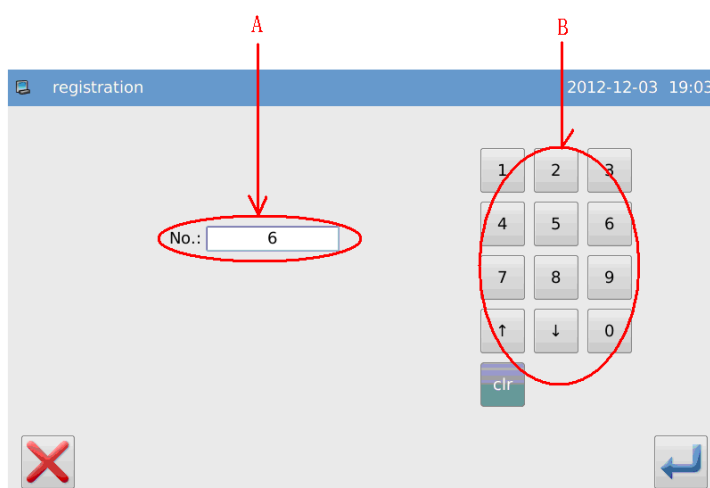 A B
registration 2012-12-03 19:03
1 2 3
No.: 6 4 5 6
7 8 9
↑ ↓ 0
clr